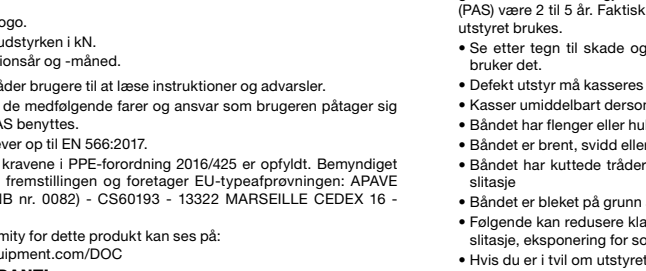 ogo.
udstyrken i kN.
ionsår og -måned.
åder brugere til at læse instruktioner og advarsler.
de medfølgende farer og ansvar som brugeren påtager sig
AS benyttes.
ever op til EN 566:2017.
kravene i PPE-forordning 2016/425 er opfyldt. Bemyndiget
fremstillingen og foretager EU-typeafprøvningen: APAVE
NB nr. 0082) - CS60193 - 13322 MARSEILLE CEDEX 16 -
mity for dette produkt kan ses på:
uipment.com/DOC
(PAS) være 2 til 5 år. Faktisk
utstyret brukes.
• Se etter tegn til skade og
bruker det.
• Defekt utstyr må kasseres
• Kasser umiddelbart dersom
• Båndet har flenger eller hul
• Båndet er brent, svidd eller
• Båndet har kuttede tråder
slitasje
• Båndet er bleket på grunn
• Følgende kan redusere kla
slitasje, eksponering for so
• Hvis du er i tvil om utstyret